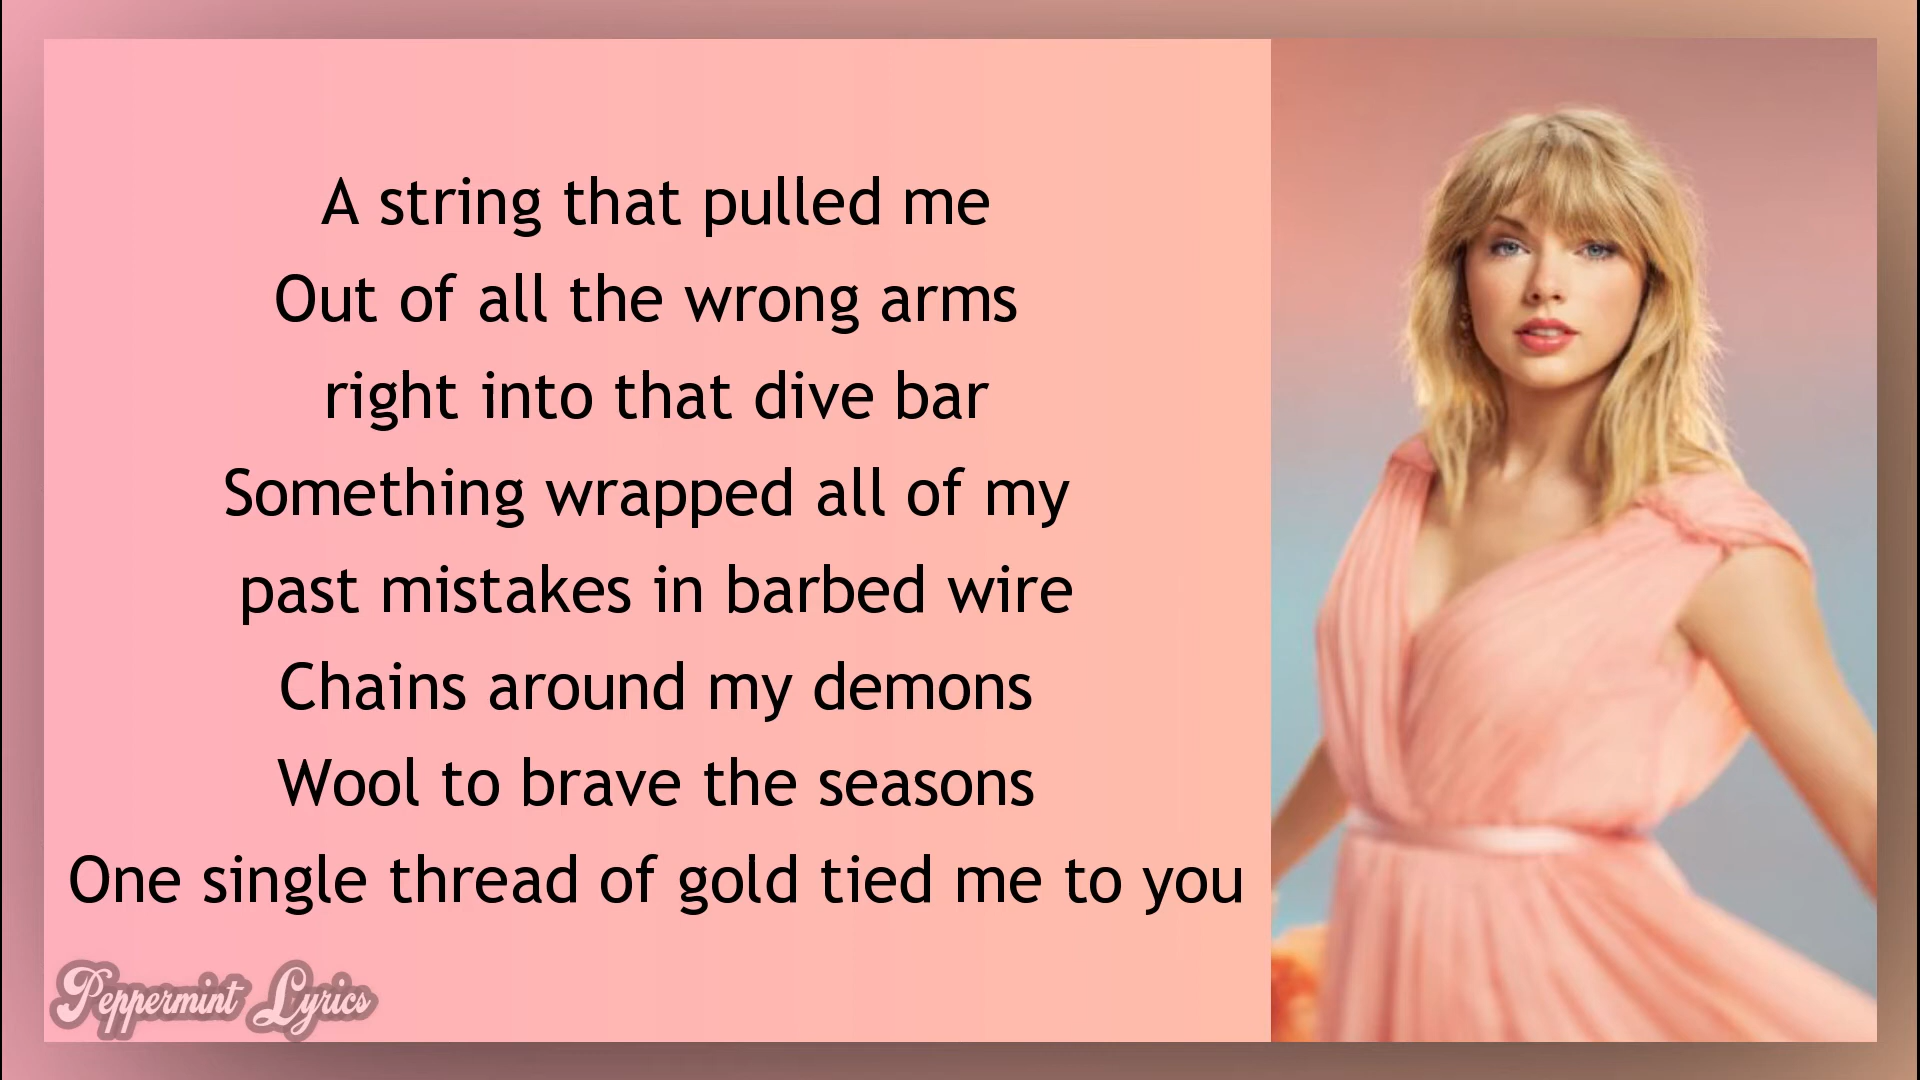 A string that pulled me
Out of all the wrong arms
right into that dive bar
Something wrapped all of my
past mistakes in barbed wire
Chains around my demons
Wool to brave the seasons
One single thread of gold tied me to you
Peppermint Lyrics